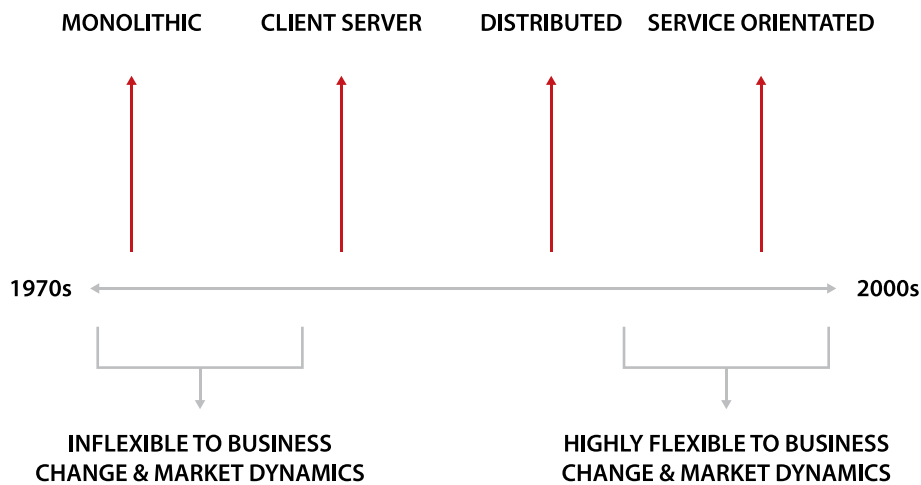 MONOLITHIC
CLIENT SERVER
DISTRIBUTED
SERVICE ORIENTATED
1970s
2000s
INFLEXIBLE TO BUSINESS
CHANGE & MARKET DYNAMICS
HIGHLY FLEXIBLE TO BUSINESS
CHANGE & MARKET DYNAMICS